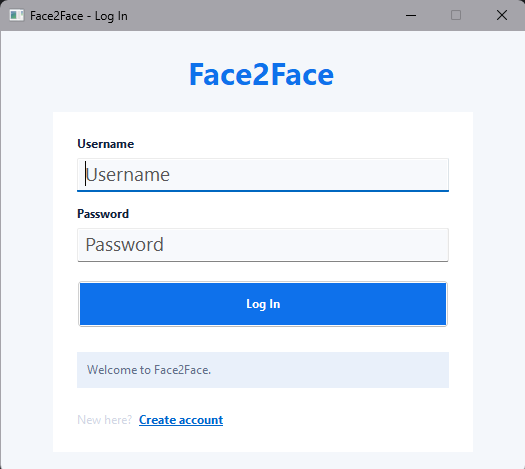 Face2Face - Log In
Face2Face
Username
Username
Password
Password
Log In
Welcome to Face2Face.
New here? Create account